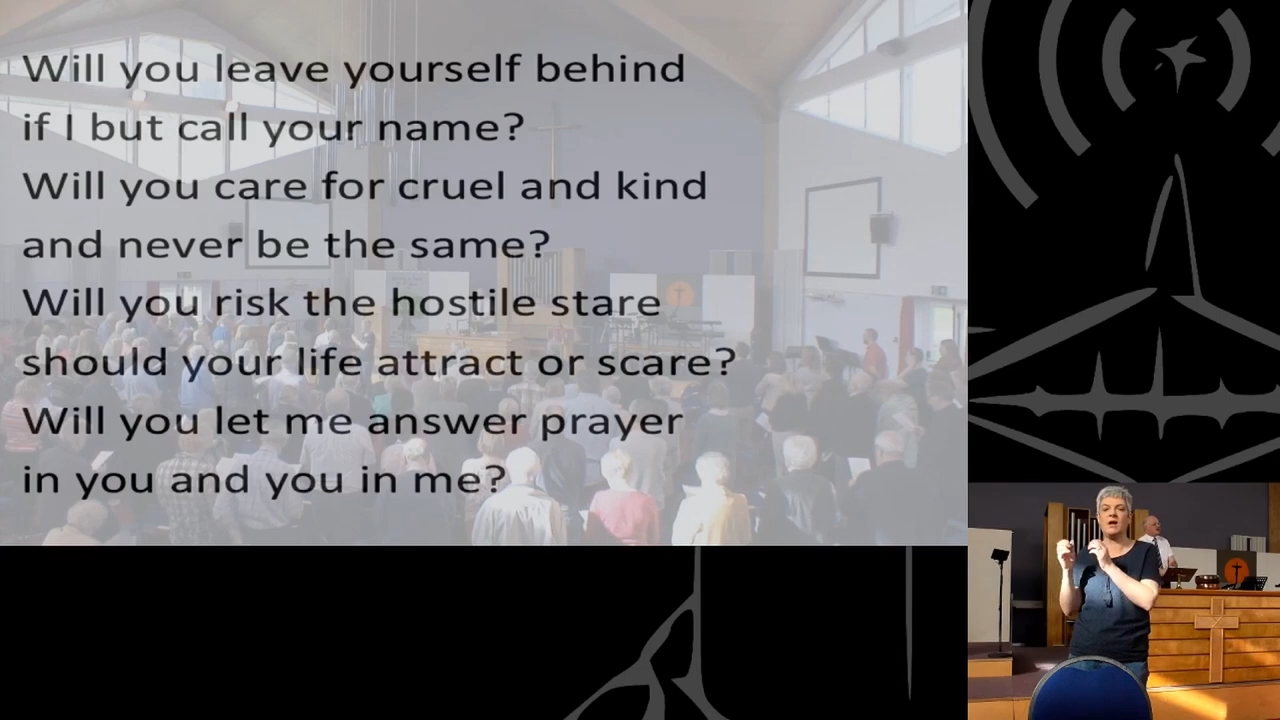 Will you leave yourself behind
if I but call your name?
Will you care for cruel and kind
and never be the same?
Will you risk the hostile stare
should your life attract or scare?
Will you let me answer prayer
in you and you in me?